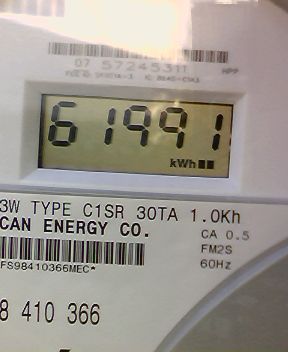 07 5724531T
61991
kWh
3W TYPE C1SR 30TA 1.0Kh
CAN ENERGY CO.
CA 0.5
FM2S
60Hz
FS98410366MEC*
8 410 366